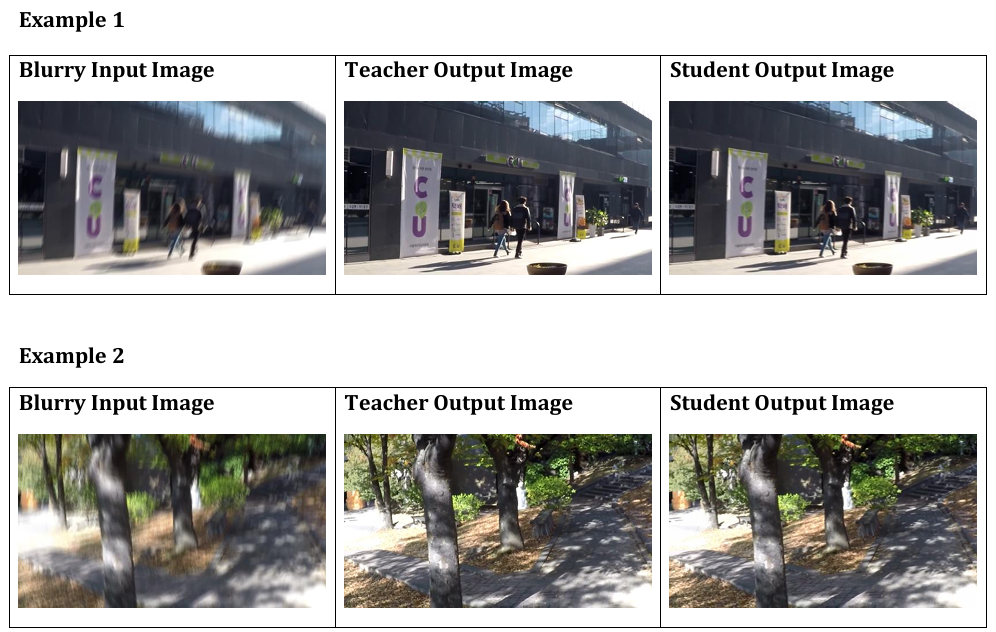 Example 1
Blurry Input Image
Teacher Output Image
Student Output Image
C
U
C
U
C
U
Example 2
Blurry Input Image
Teacher Output Image
Student Output Image